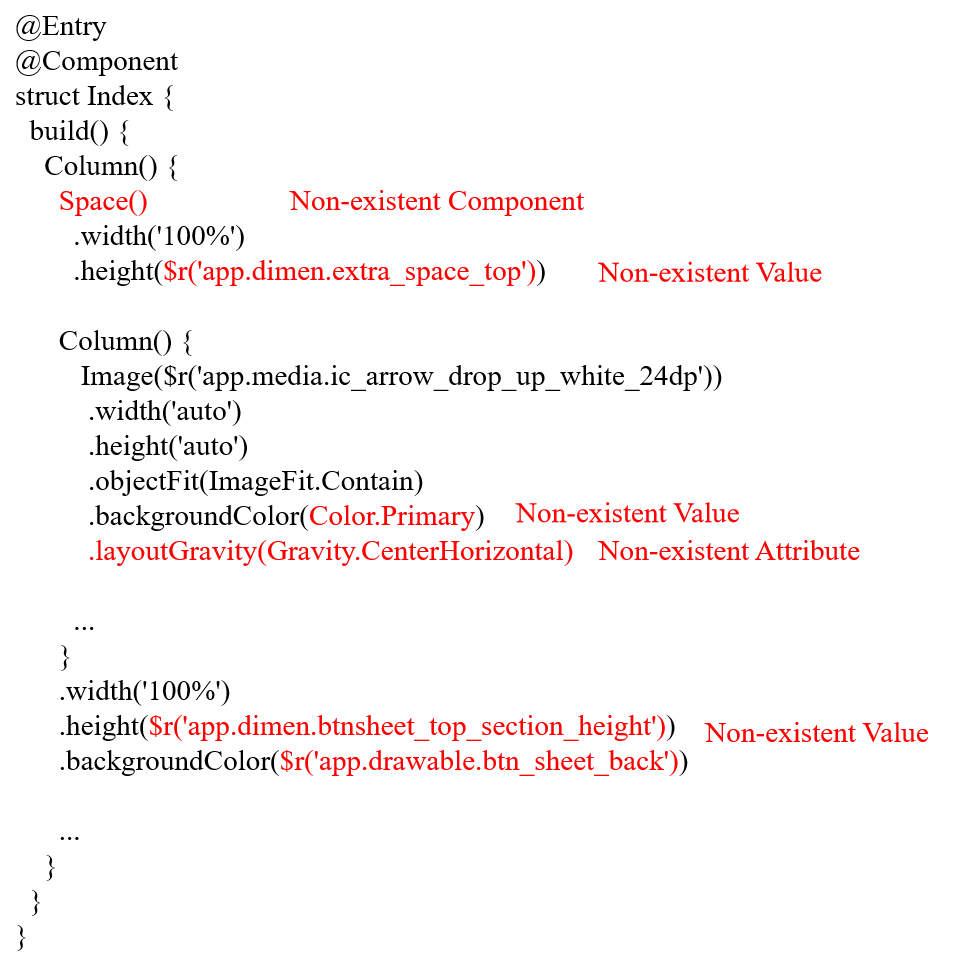 @Entry
@Component
struct Index {
build() {
Column() {
Space() Non-existent Component
.width('100%')
.height($r('app.dimen.extra_space_top')) Non-existent Value
Column() {
Image($r('app.media.ic_arrow_drop_up_white_24dp'))
.width('auto')
.height('auto')
.objectFit(ImageFit.Contain)
.backgroundColor(Color.Primary) Non-existent Value
.layoutGravity(Gravity.CenterHorizontal) Non-existent Attribute
...
}
.width('100%')
.height($r('app.dimen.btnsheet_top_section_height')) Non-existent Value
.backgroundColor($r('app.drawable.btn_sheet_back'))
...
}
}
}